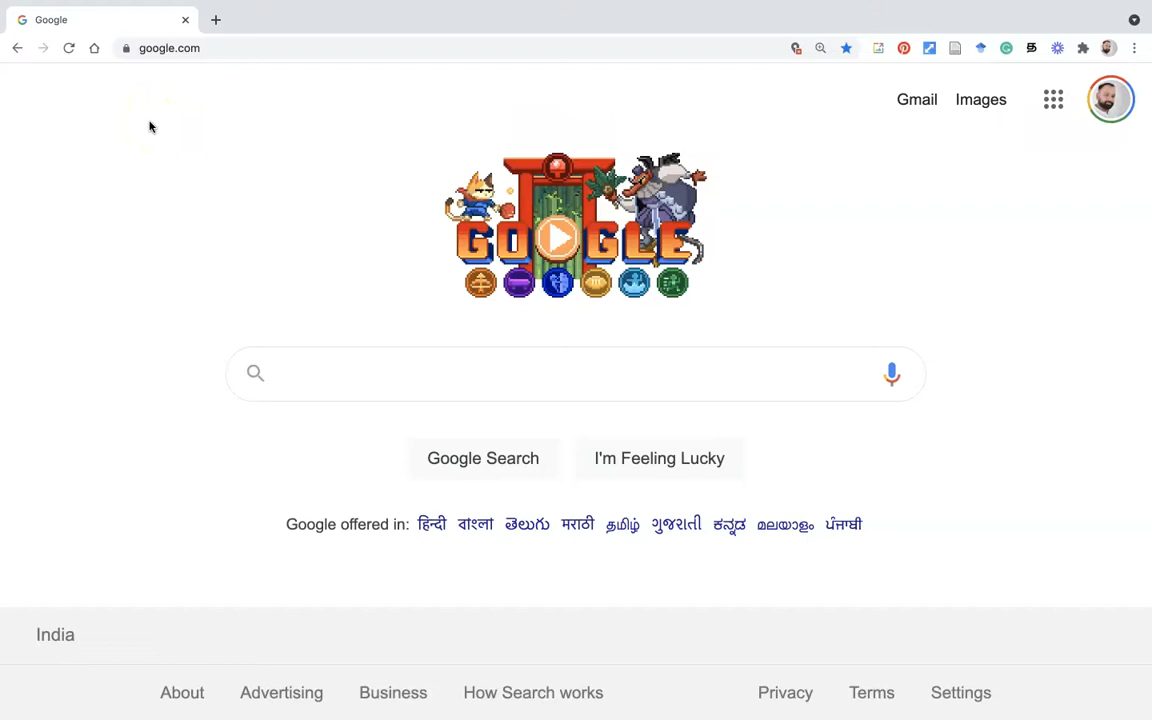 Google
google.com
Gmail Images
GOOGLE
Google Search I'm Feeling Lucky
Google offered in: हिन्दी বাংলা తెలుగు मराठी தமிழ் ગુજરાતી ಕನ್ನಡ മലയാളം ਪੰਜਾਬੀ
India
About Advertising Business How Search works Privacy Terms Settings